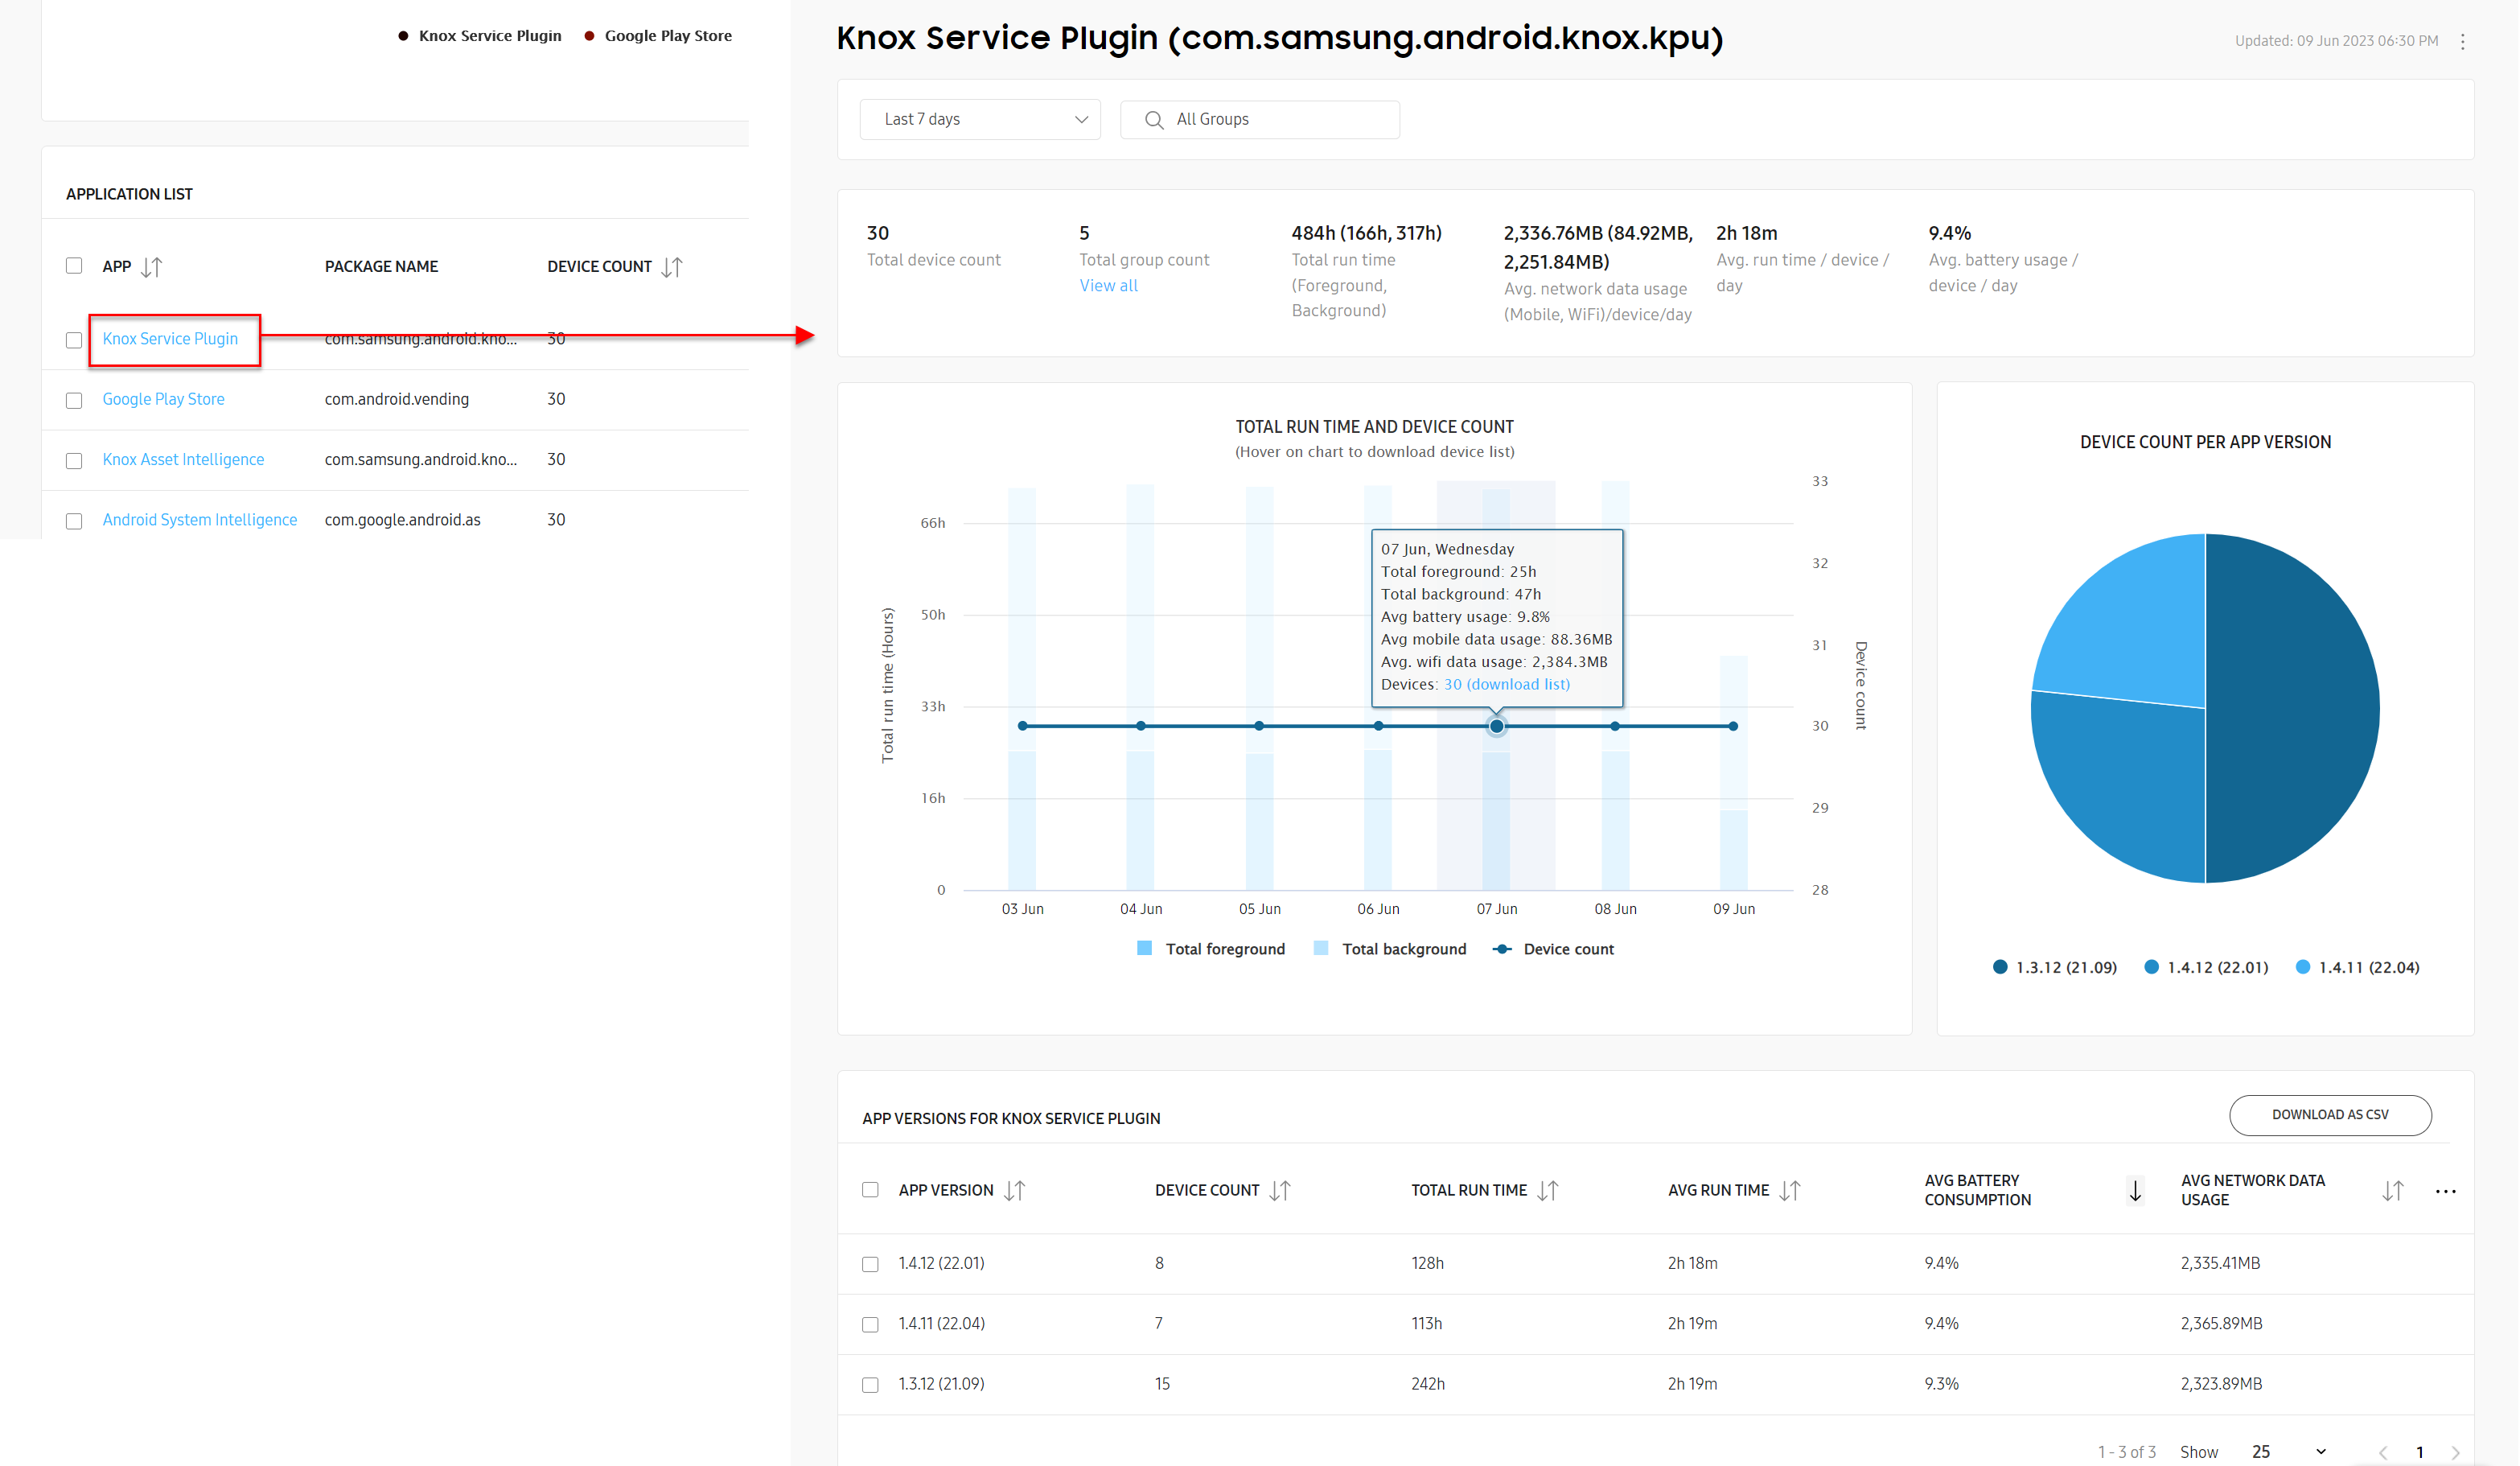 Knox Service Plugin Google Play Store
APPLICATION LIST
APP PACKAGE NAME DEVICE COUNT
Knox Service Plugin com.samsung.android.kno... 30
Google Play Store com.android.vending 30
Knox Asset Intelligence com.samsung.android.kno... 30
Android System Intelligence com.google.android.as 30
Knox Service Plugin (com.samsung.android.knox.kpu)
Updated: 09 Jun 2023 06:30 PM
Last 7 days
All Groups
30
Total device count
5
Total group count
View all
484h (166h, 317h)
Total run time
(Foreground,
Background)
2,336.76MB (84.92MB,
2,251.84MB)
Avg. network data usage
(Mobile, WiFi)/device/day
2h 18m
Avg. run time / device /
day
9.4%
Avg. battery usage /
device / day
TOTAL RUN TIME AND DEVICE COUNT
(Hover on chart to download device list)
Total run time (Hours)
66h
50h
33h
16h
0
07 Jun, Wednesday
Total foreground: 25h
Total background: 47h
Avg battery usage: 9.8%
Avg mobile data usage: 88.36MB
Avg. wifi data usage: 2,384.3MB
Devices: 30 (download list)
33
32
31
30
29
28
Device count
03 Jun 04 Jun 05 Jun 06 Jun 07 Jun 08 Jun 09 Jun
Total foreground Total background Device count
DEVICE COUNT PER APP VERSION
1.3.12 (21.09) 1.4.12 (22.01) 1.4.11 (22.04)
APP VERSIONS FOR KNOX SERVICE PLUGIN
DOWNLOAD AS CSV
APP VERSION DEVICE COUNT TOTAL RUN TIME AVG RUN TIME AVG BATTERY AVG NETWORK DATA
CONSUMPTION USAGE
1.4.12 (22.01) 8 128h 2h 18m 9.4% 2,335.41MB
1.4.11 (22.04) 7 113h 2h 19m 9.4% 2,365.89MB
1.3.12 (21.09) 15 242h 2h 19m 9.3% 2,323.89MB
1 - 3 of 3 Show 25 1